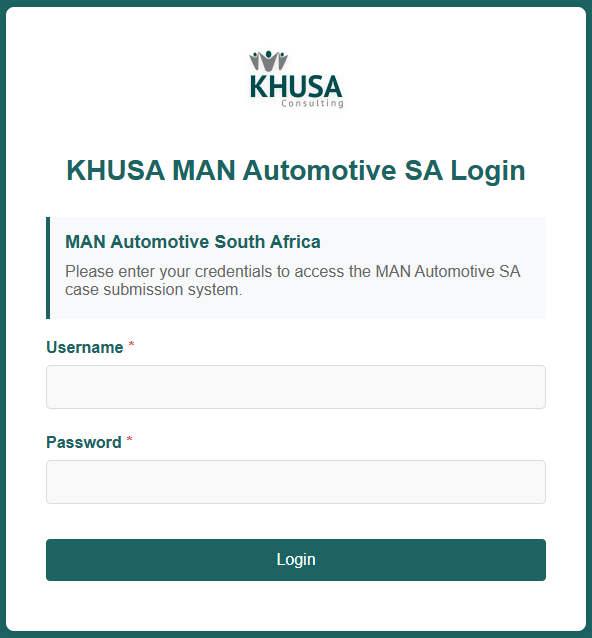 KHUSA
Consulting
KHUSA MAN Automotive SA Login
MAN Automotive South Africa
Please enter your credentials to access the MAN Automotive SA
case submission system.
Username *
Password *
Login